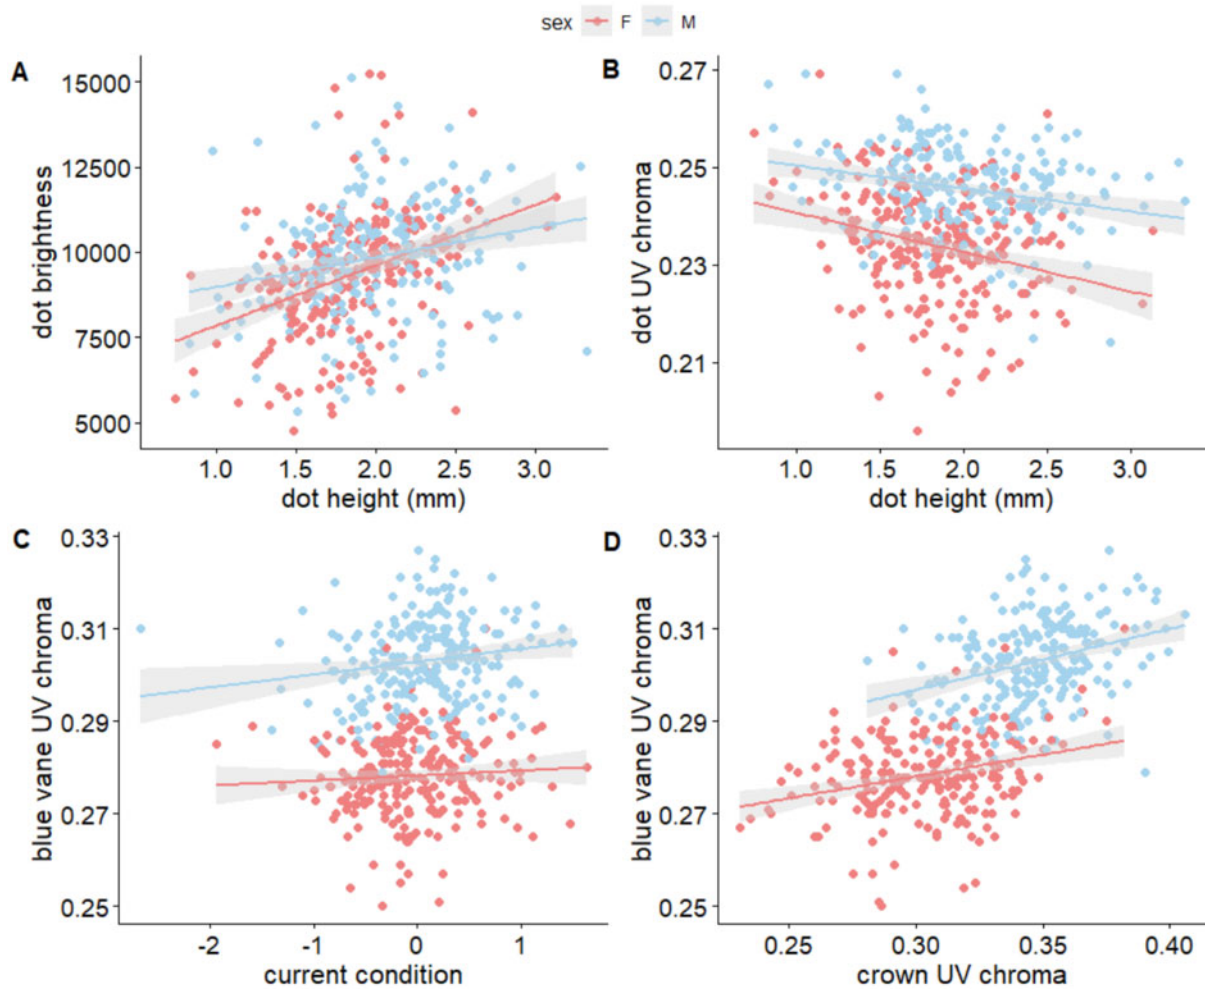 sex F M
A
dot brightness
15000
12500
10000
7500
5000
1.0 1.5 2.0 2.5 3.0
dot height (mm)
B
dot UV chroma
0.27
0.25
0.23
0.21
1.0 1.5 2.0 2.5 3.0
dot height (mm)
C
blue vane UV chroma
0.33
0.31
0.29
0.27
0.25
-2 -1 0 1
current condition
D
blue vane UV chroma
0.33
0.31
0.29
0.27
0.25
0.25 0.30 0.35 0.40
crown UV chroma